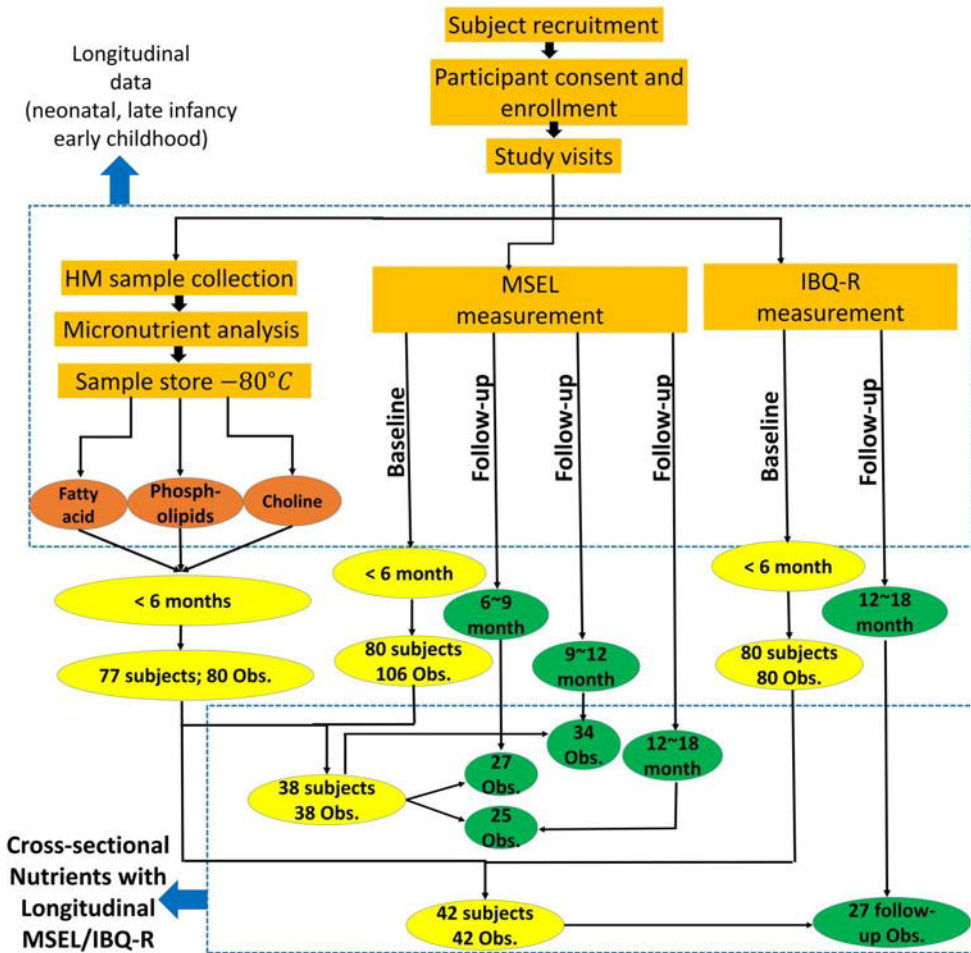 Subject recruitment
Participant consent and
enrollment
Study visits
Longitudinal
data
(neonatal, late infancy
early childhood)
HM sample collection
Micronutrient analysis
Sample store −80°C
MSEL
measurement
IBQ-R
measurement
Baseline
Follow-up
Follow-up
Follow-up
Baseline
Follow-up
Fatty
acid
Phosph-
olipids
Choline
< 6 months
77 subjects; 80 Obs.
< 6 month
80 subjects
106 Obs.
6~9
month
9~12
month
12~18
month
< 6 month
80 subjects
80 Obs.
12~18
month
38 subjects
38 Obs.
27
Obs.
34
Obs.
25
Obs.
42 subjects
42 Obs.
27 follow-
up Obs.
Cross-sectional
Nutrients with
Longitudinal
MSEL/IBQ-R